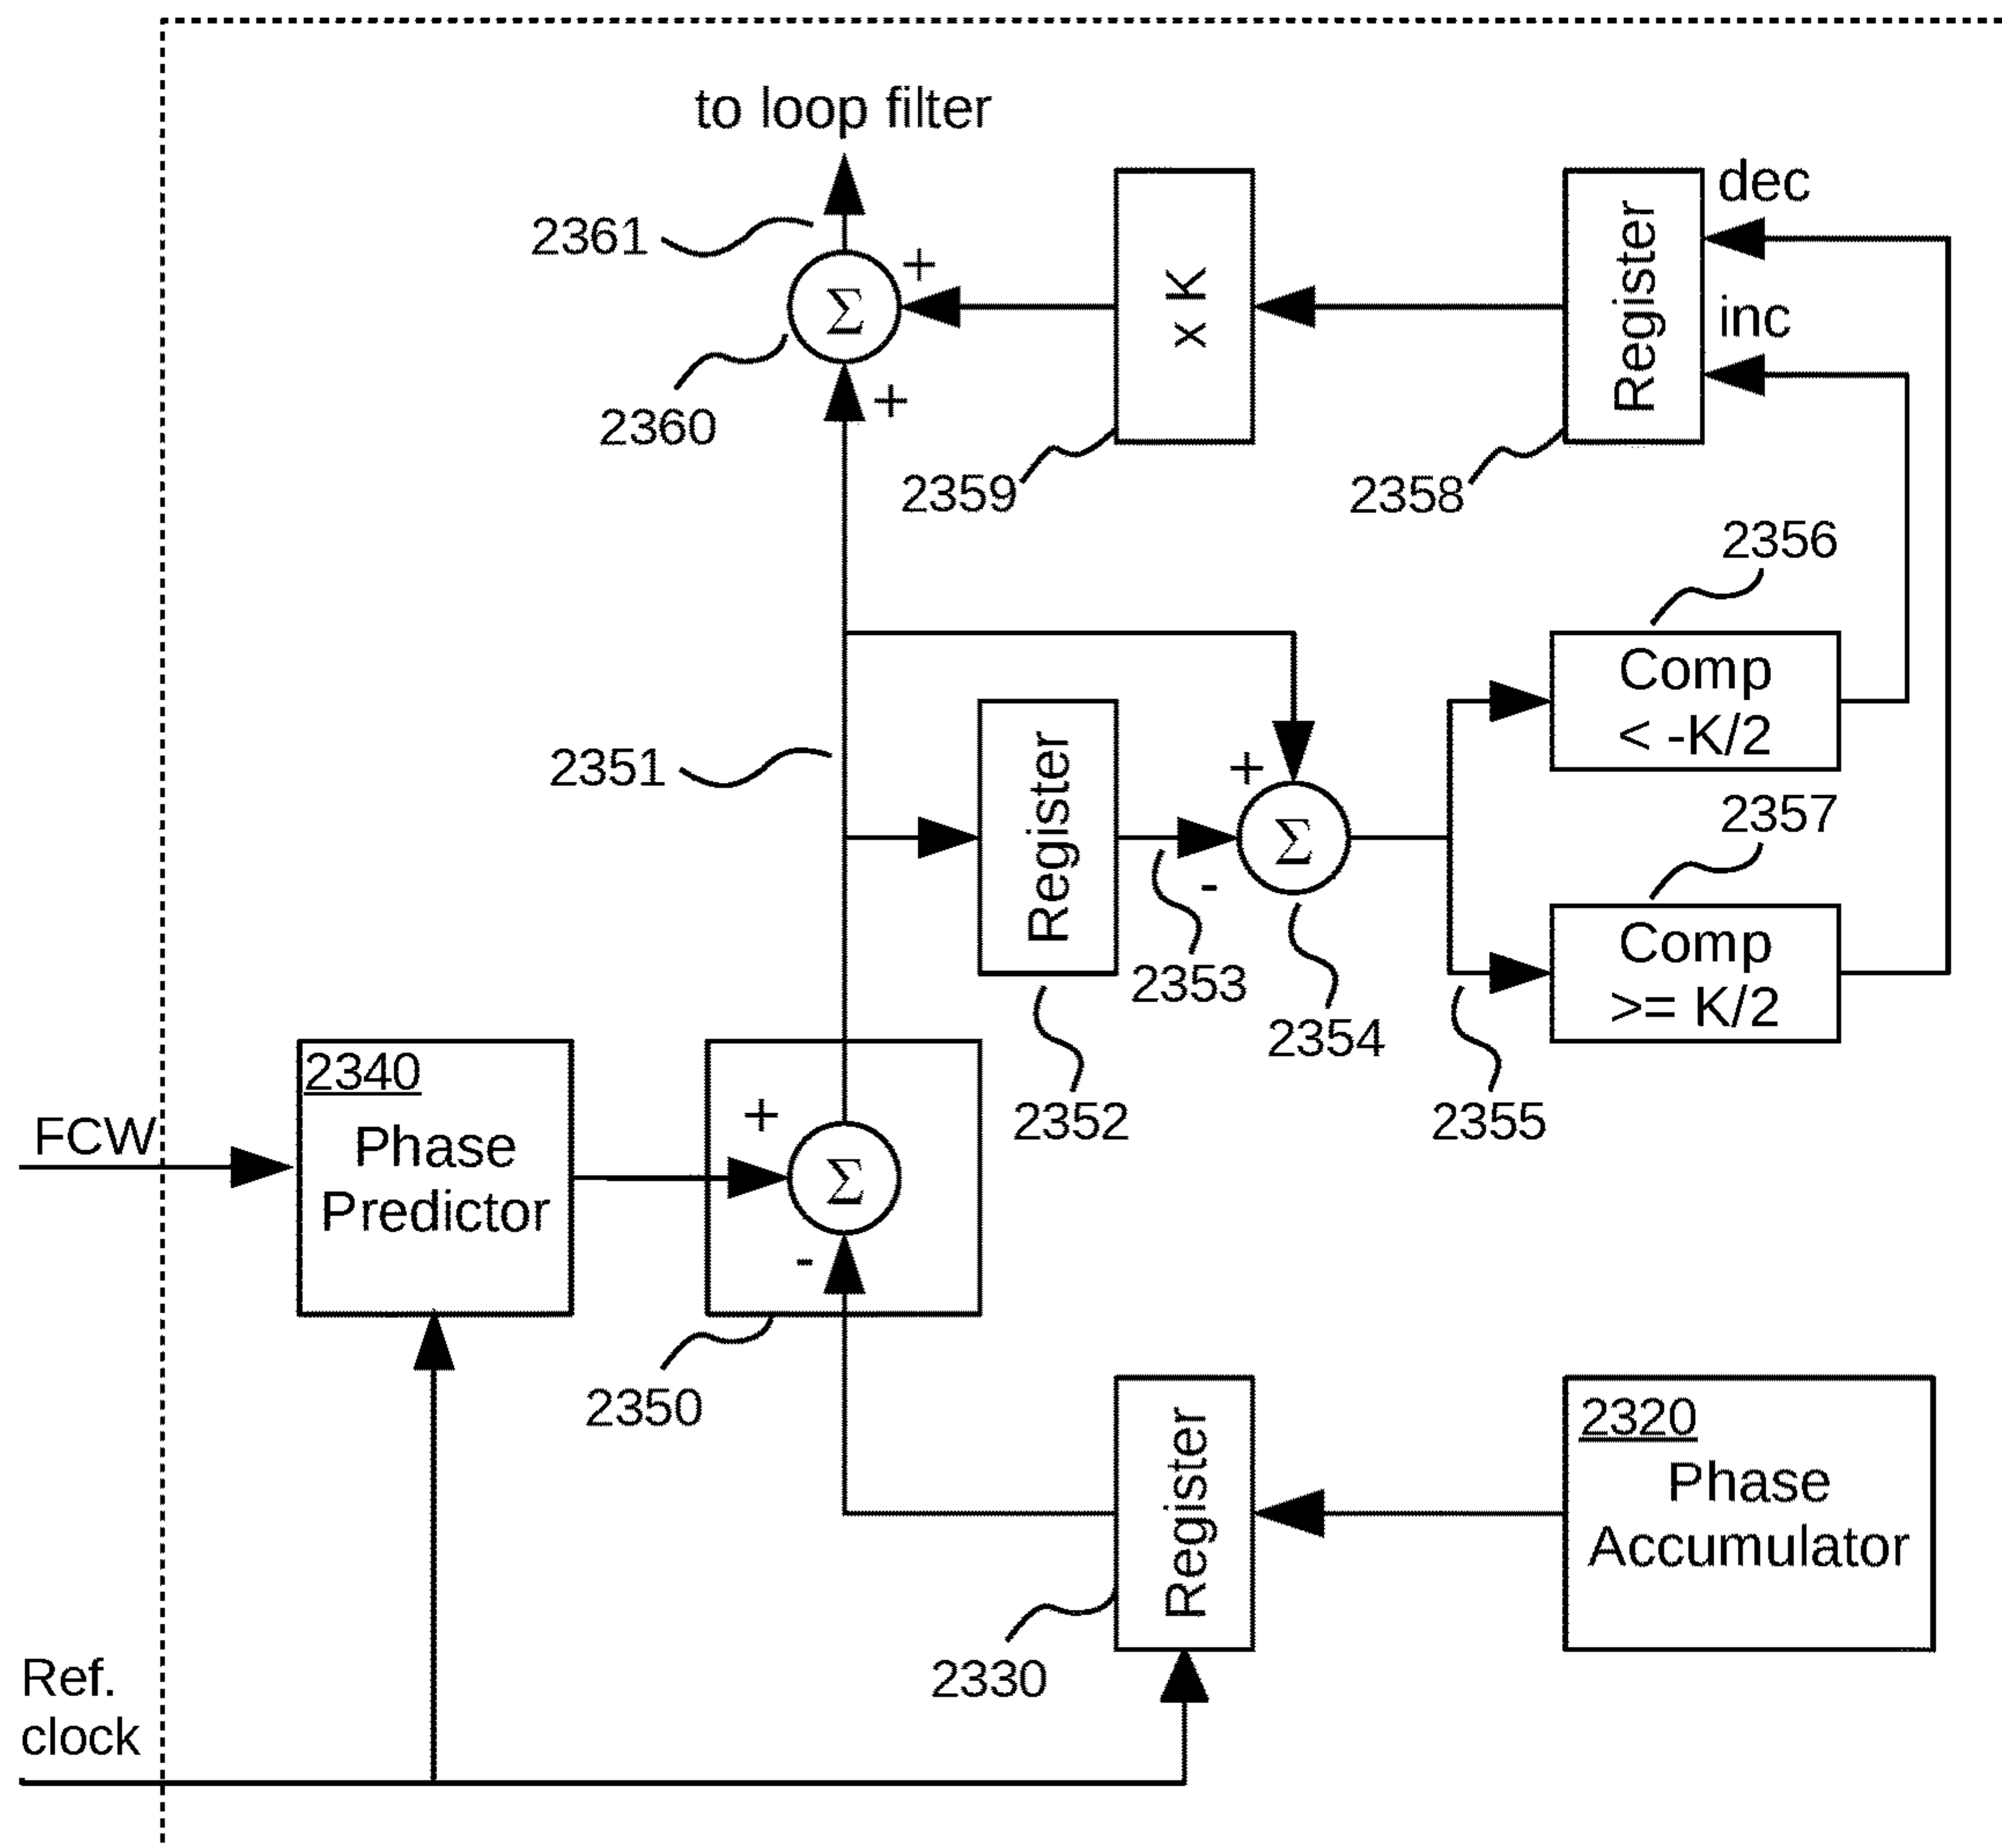 to loop filter
dec
2361
+
Σ
x K
Register
inc
2360
+
2359
2358
2356
Comp
< -K/2
2351
+
Register
Σ
-
2357
Comp
>= K/2
2353
2354
2352
2355
2340
Phase
Predictor
FCW
+
Σ
-
2350
Register
2320
Phase
Accumulator
2330
Ref.
clock